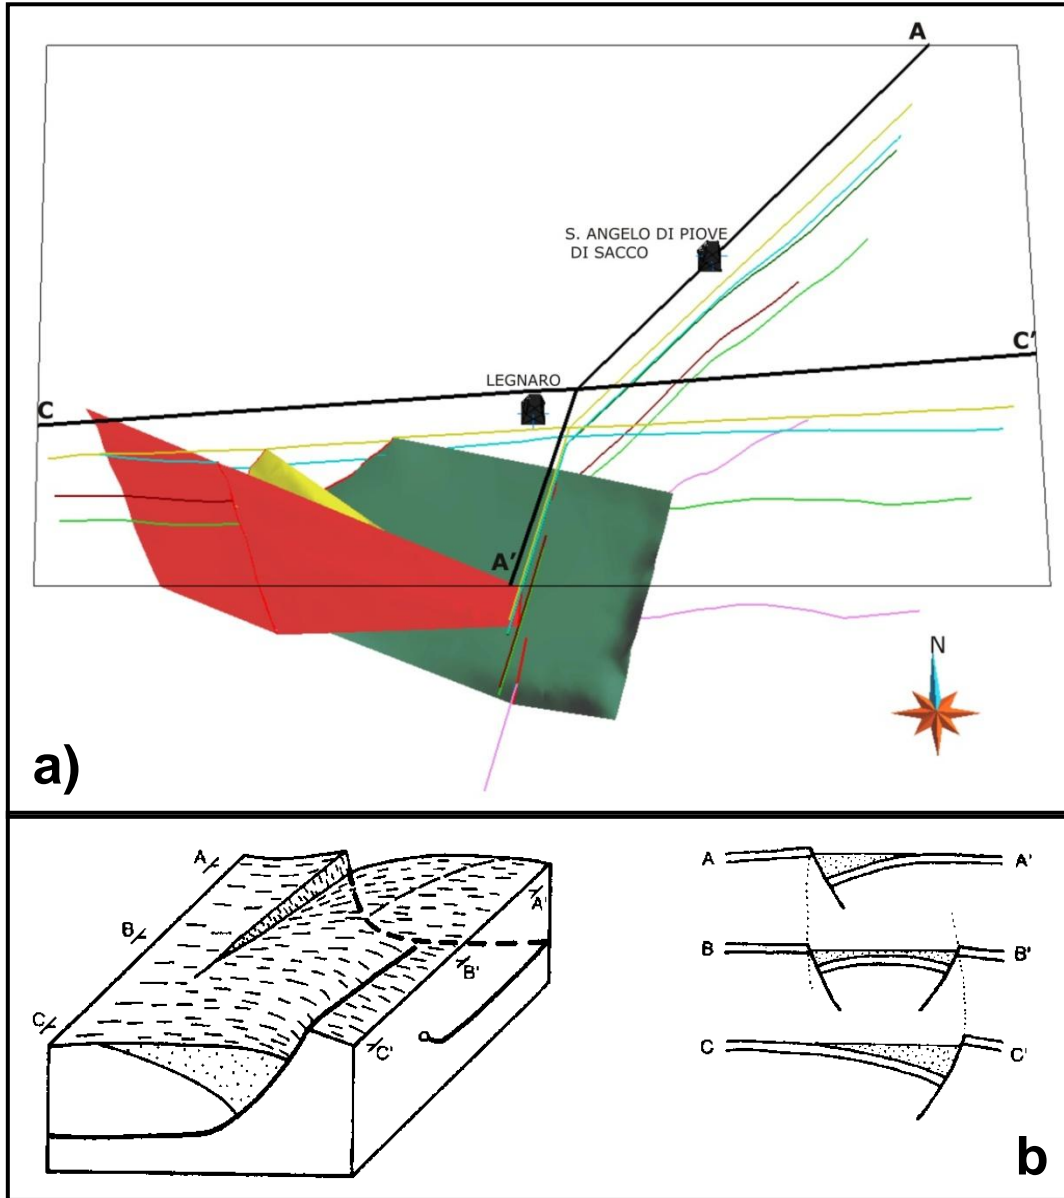 A
S. ANGELO DI PIOVE
DI SACCO
C'
LEGNARO
C
A'
N
a)
A
B
C
A'
B'
C'
A
A'
B
B'
C
C'
b